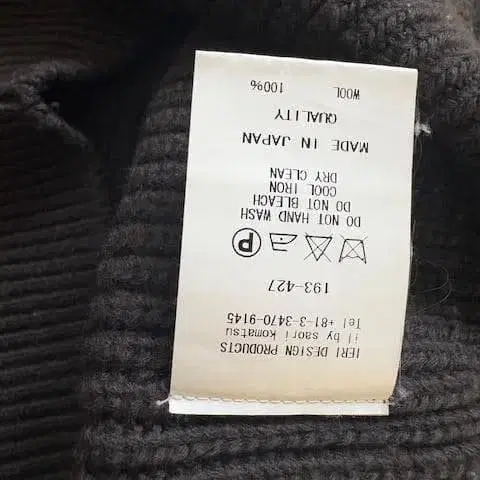 IERI DESIGN PRODUCTS
il by saori komatsu
Tel +81-3-3470-9145
193-427
P
DO NOT HAND WASH
DO NOT BLEACH
COOL IRON
DRY CLEAN
MADE IN JAPAN
QUALITY
WOOL 100%